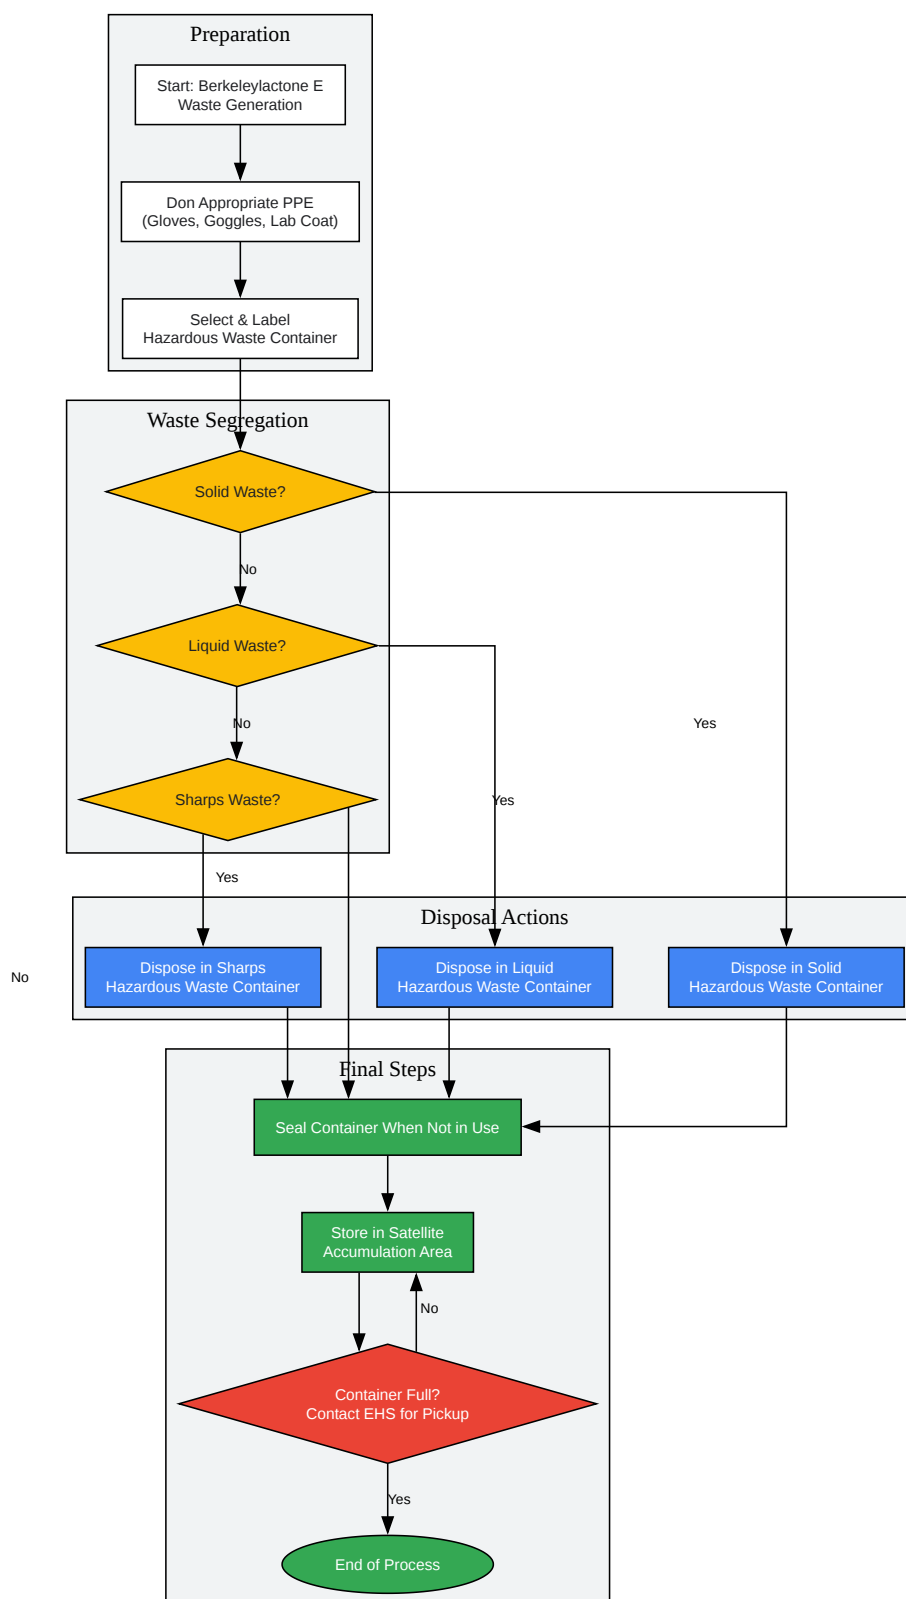 Preparation
Start: Berkeleylactone E
Waste Generation
Don Appropriate PPE
(Gloves, Goggles, Lab Coat)
Select & Label
Hazardous Waste Container
Waste Segregation
Solid Waste?
No
Liquid Waste?
No
Yes
Sharps Waste?
Yes
Yes
Disposal Actions
Dispose in Sharps
Hazardous Waste Container
Dispose in Liquid
Hazardous Waste Container
Dispose in Solid
Hazardous Waste Container
No
Final Steps
Seal Container When Not in Use
Store in Satellite
Accumulation Area
No
Container Full?
Contact EHS for Pickup
Yes
End of Process